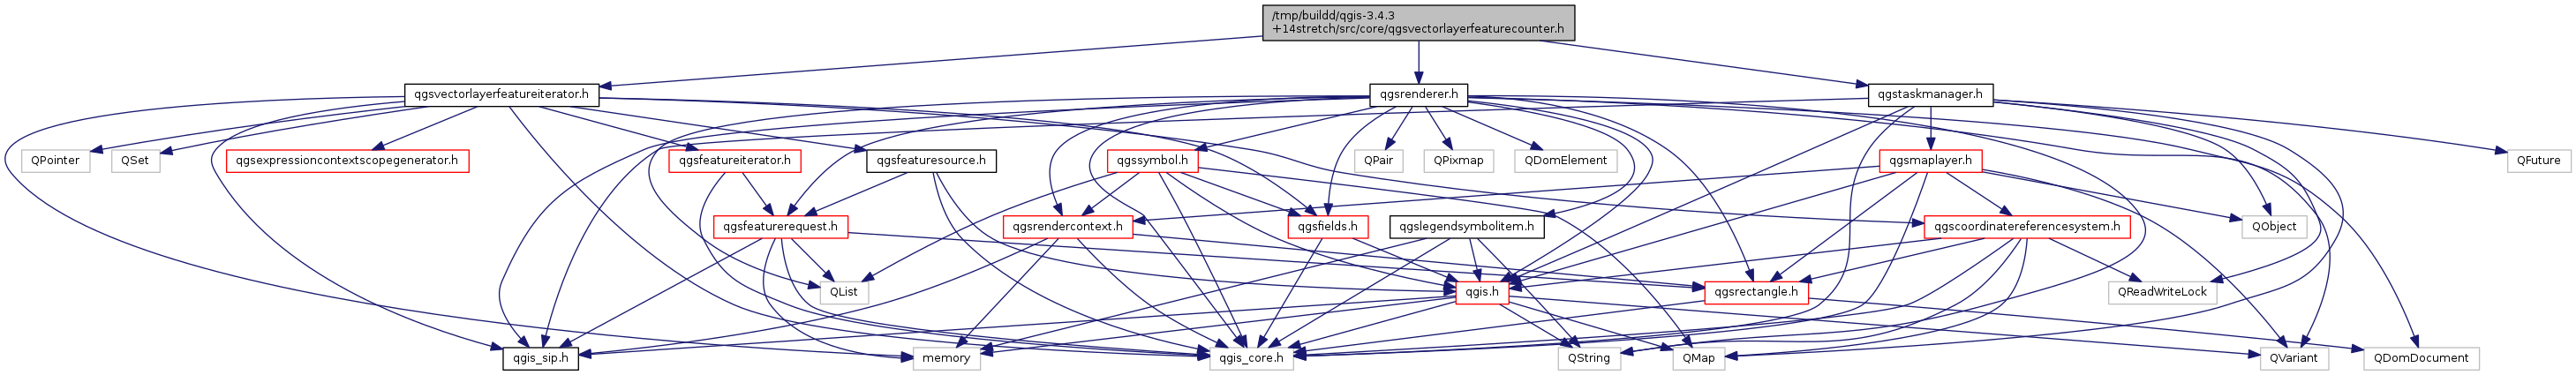 /tmp/buildd/qgis-3.4.3
+14stretch/src/core/qgsvectorlayerfeaturecounter.h
qgsvectorlayerfeatureiterator.h
qgsrenderer.h
qgstaskmanager.h
QPointer
QSet
qgsexpressioncontextscopegenerator.h
qgsfeatureiterator.h
qgsfeaturesource.h
qgssymbol.h
QPair
QPixmap
QDomElement
qgsmaplayer.h
QFuture
qgsfeaturerequest.h
qgsrendercontext.h
qgsfields.h
qgslegendsymbolitem.h
qgscoordinatereferencesystem.h
QObject
QList
qgis.h
qgsrectangle.h
QReadWriteLock
qgis_sip.h
memory
qgis_core.h
QString
QMap
QVariant
QDomDocument